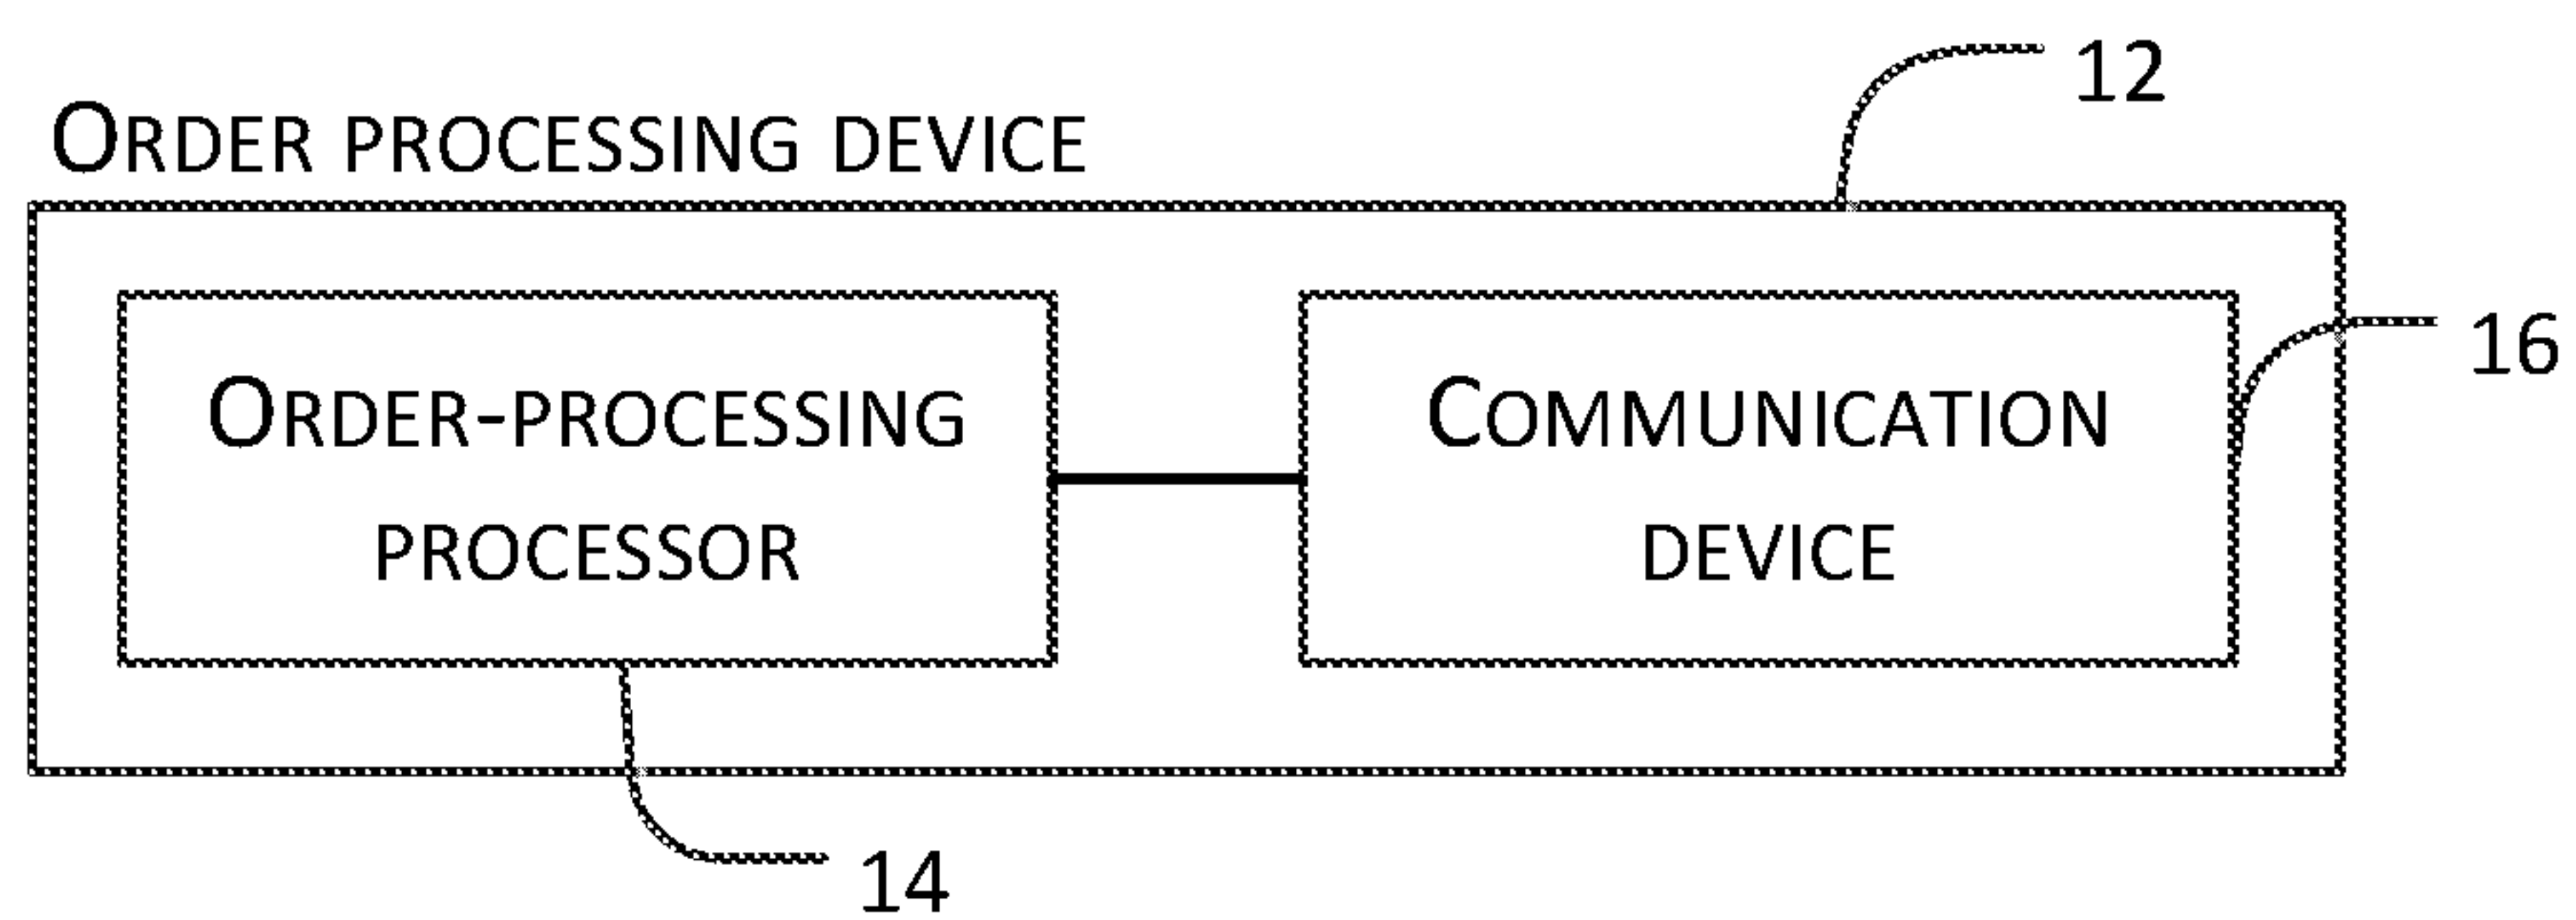 12
ORDER PROCESSING DEVICE
16
ORDER-PROCESSING
PROCESSOR
COMMUNICATION
DEVICE
14